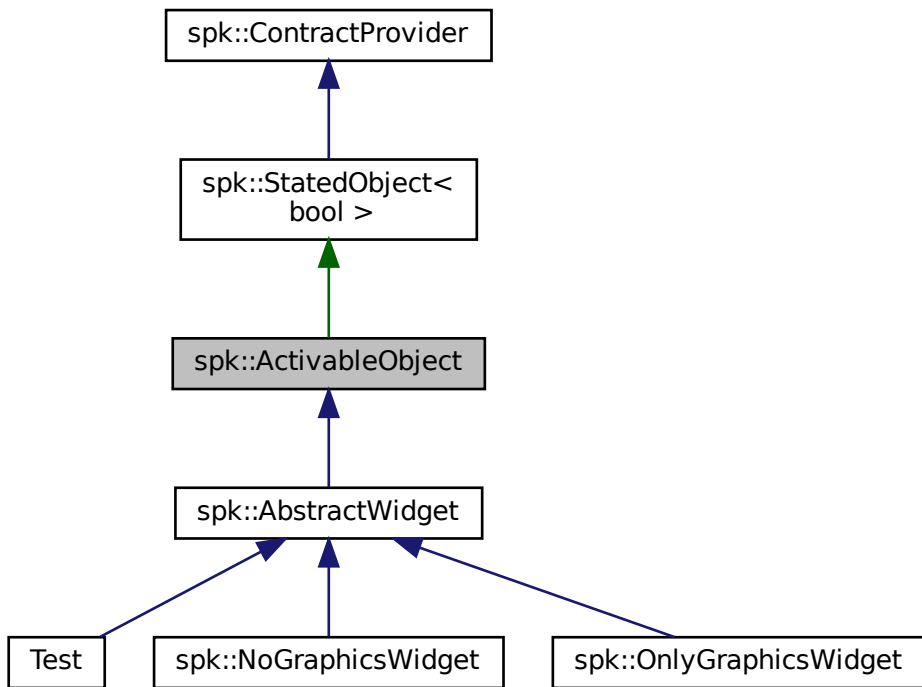 spk::ContractProvider
spk::StatedObject<
bool >
spk::ActivableObject
spk::AbstractWidget
Test
spk::NoGraphicsWidget
spk::OnlyGraphicsWidget